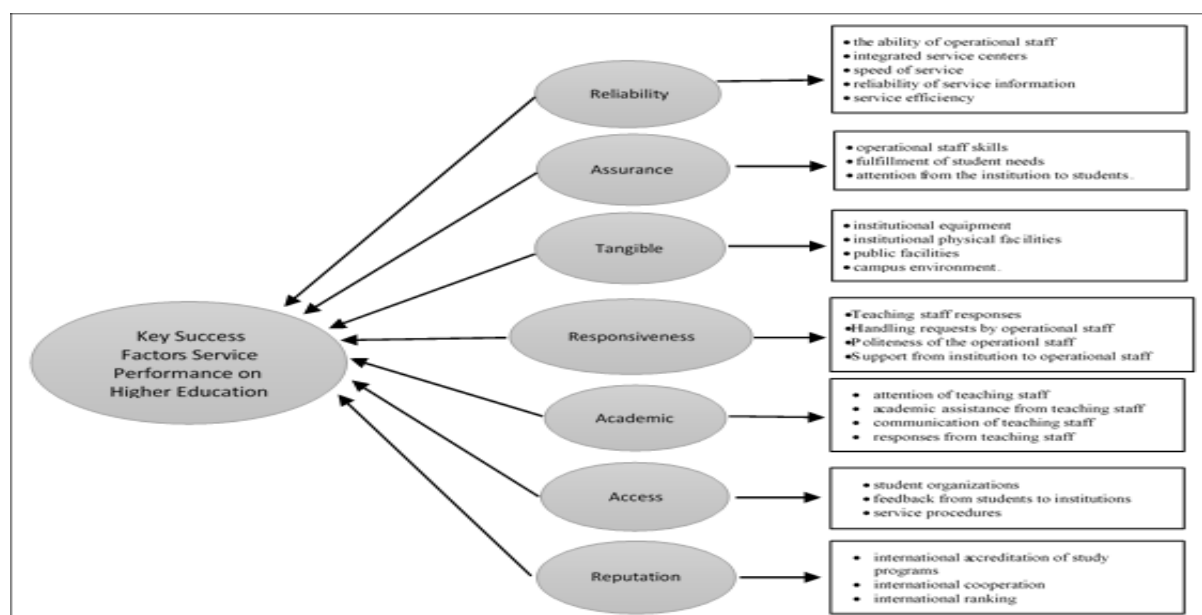 Key Success
Factors Service
Performance on
Higher Education
Reliability
• the ability of operational staff
• integrated service centers
• speed of service
• reliability of service information
• service efficiency
Assurance
• operational staff skills
• fulfillment of student needs
• attention from the institution to students.
Tangible
• institutional equipment
• institutional physical facilities
• public facilities
• campus environment.
Responsiveness
•Teaching staff responses
•Handling requests by operational staff
•Politeness of the operationl staff
•Support from institution to operational staff
Academic
• attention of teaching staff
• academic assistance from teaching staff
• communication of teaching staff
• responses from teaching staff
Access
• student organizations
• feedback from students to institutions
• service procedures
Reputation
• international accreditation of study
programs
• international cooperation
• international ranking